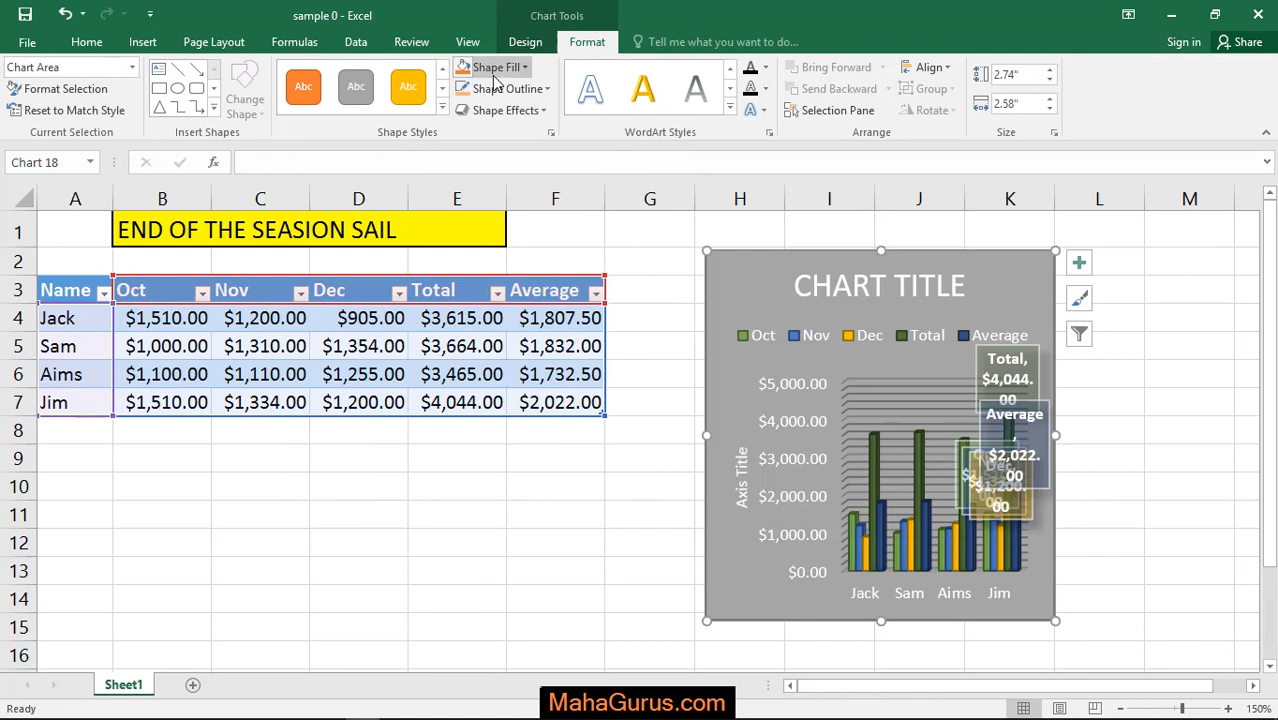 sample 0 - Excel
Chart Tools
File Home Insert Page Layout Formulas Data Review View Design Format Tell me what you want to do... Sign in Share
Chart Area
Format Selection
Reset to Match Style
Current Selection
Change
Shape
Insert Shapes
Abc Abc Abc
Shape Fill
Shape Outline
Shape Effects
Shape Styles
A A A
WordArt Styles
Bring Forward
Send Backward
Selection Pane
Align
Group
Rotate
Arrange
2.74"
2.58"
Size
Chart 18
fx
A B C D E F G H I J K L M
1 END OF THE SEASION SAIL
2
3 Name Oct Nov Dec Total Average
4 Jack $1,510.00 $1,200.00 $905.00 $3,615.00 $1,807.50
5 Sam $1,000.00 $1,310.00 $1,354.00 $3,664.00 $1,832.00
6 Aims $1,100.00 $1,110.00 $1,255.00 $3,465.00 $1,732.50
7 Jim $1,510.00 $1,334.00 $1,200.00 $4,044.00 $2,022.00
8
9
10
11
12
13
14
15
16
CHART TITLE
Oct Nov Dec Total Average
Total,
$4,044.
00
Average
,
$2,022.
00
Dec,
$1,200.
00
Axis Title
$5,000.00
$4,000.00
$3,000.00
$2,000.00
$1,000.00
$0.00
Jack Sam Aims Jim
Sheet1
Ready
MahaGurus.com
150%